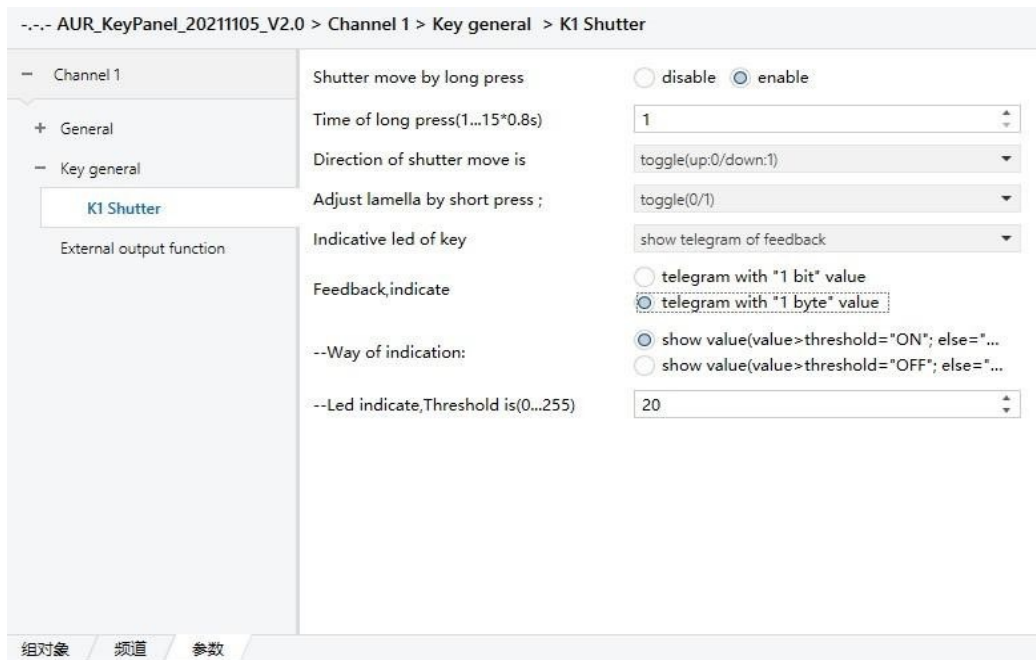 -.-.- AUR_KeyPanel_20211105_V2.0 > Channel 1 > Key general > K1 Shutter
− Channel 1
+ General
− Key general
K1 Shutter
External output function
Shutter move by long press
disable
enable
Time of long press(1...15*0.8s)
1
Direction of shutter move is
toggle(up:0/down:1)
Adjust lamella by short press ;
toggle(0/1)
Indicative led of key
show telegram of feedback
Feedback,indicate
telegram with "1 bit" value
telegram with "1 byte" value
--Way of indication:
show value(value>threshold="ON"; else="...
show value(value>threshold="OFF"; else="...
--Led indicate,Threshold is(0...255)
20
组对象
频道
参数